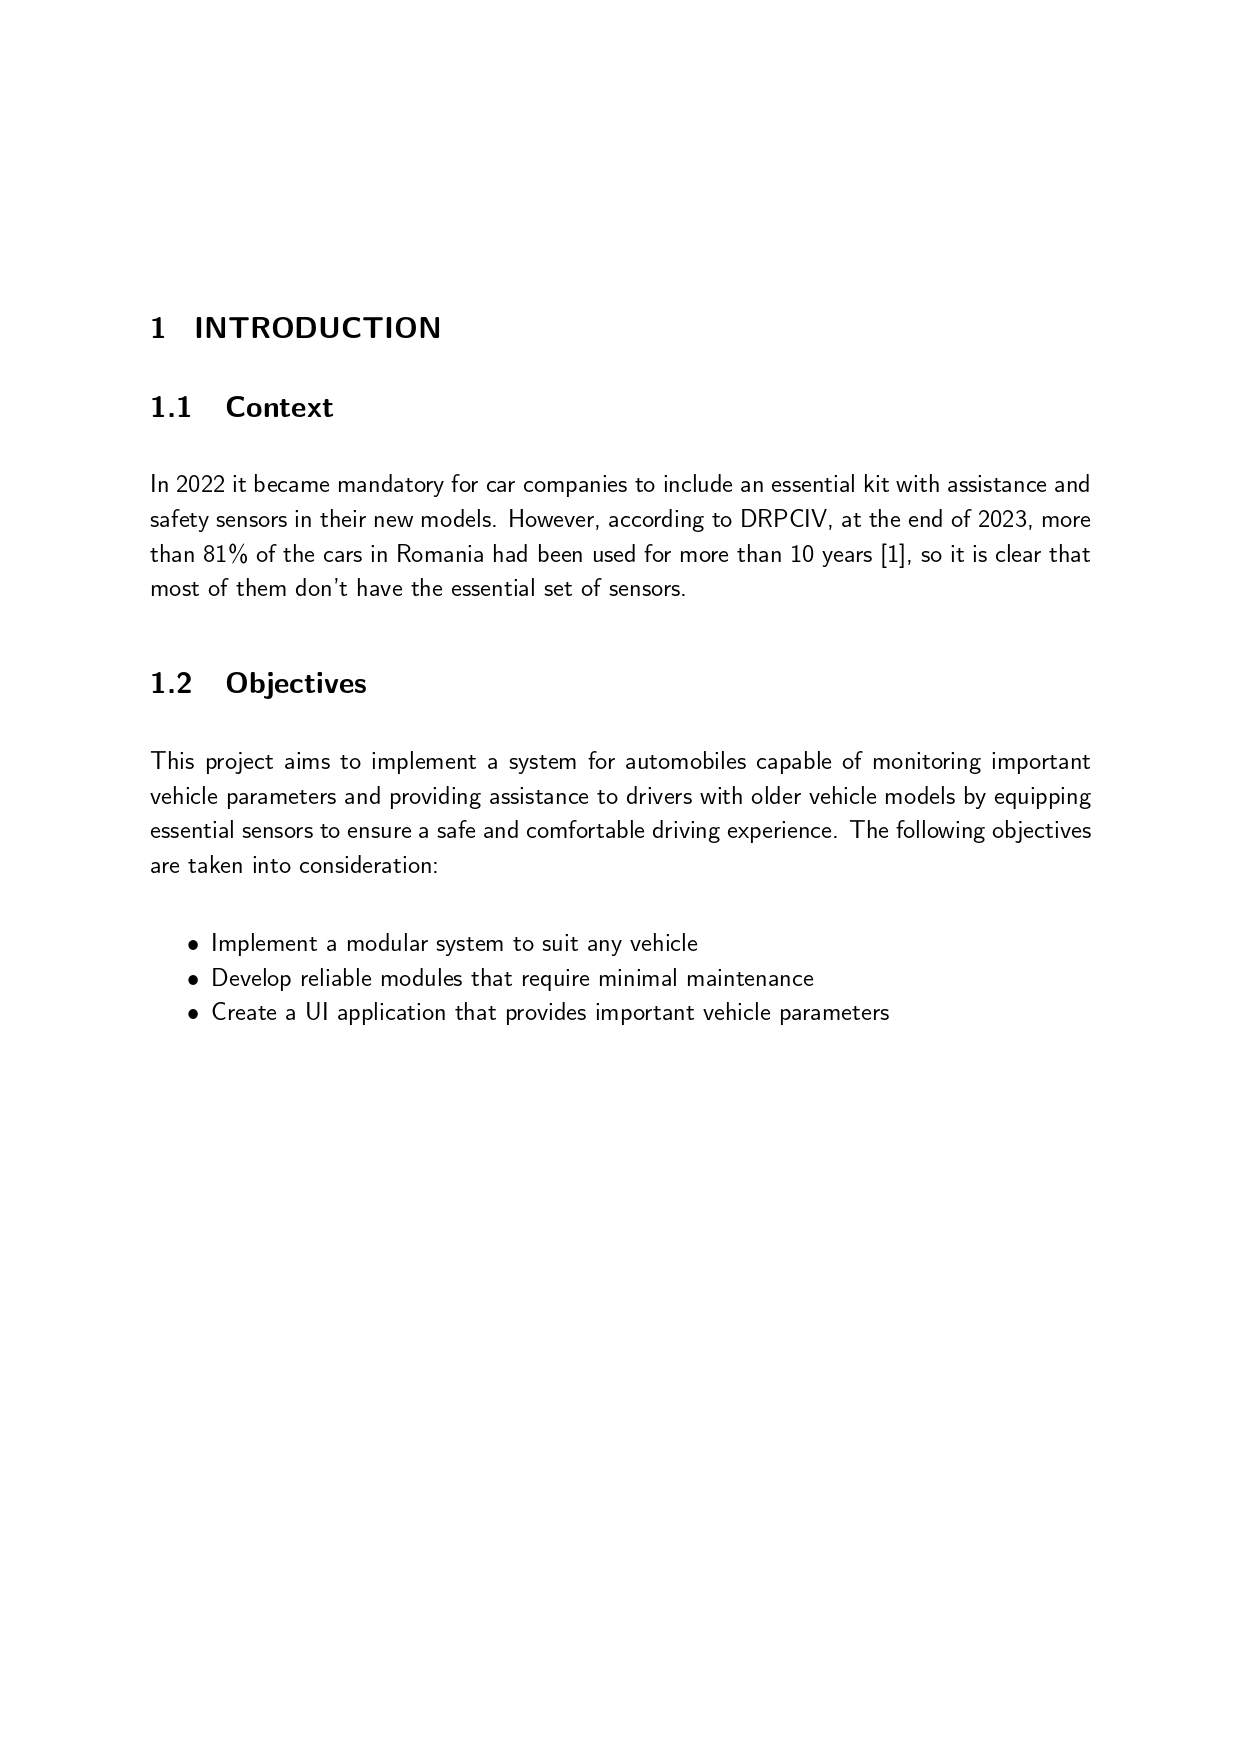 1 INTRODUCTION
1.1 Context
In 2022 it became mandatory for car companies to include an essential kit with assistance and
safety sensors in their new models. However, according to DRPCIV, at the end of 2023, more
than 81% of the cars in Romania had been used for more than 10 years [1], so it is clear that
most of them don't have the essential set of sensors.
1.2 Objectives
This project aims to implement a system for automobiles capable of monitoring important
vehicle parameters and providing assistance to drivers with older vehicle models by equipping
essential sensors to ensure a safe and comfortable driving experience. The following objectives
are taken into consideration:
• Implement a modular system to suit any vehicle
• Develop reliable modules that require minimal maintenance
• Create a UI application that provides important vehicle parameters